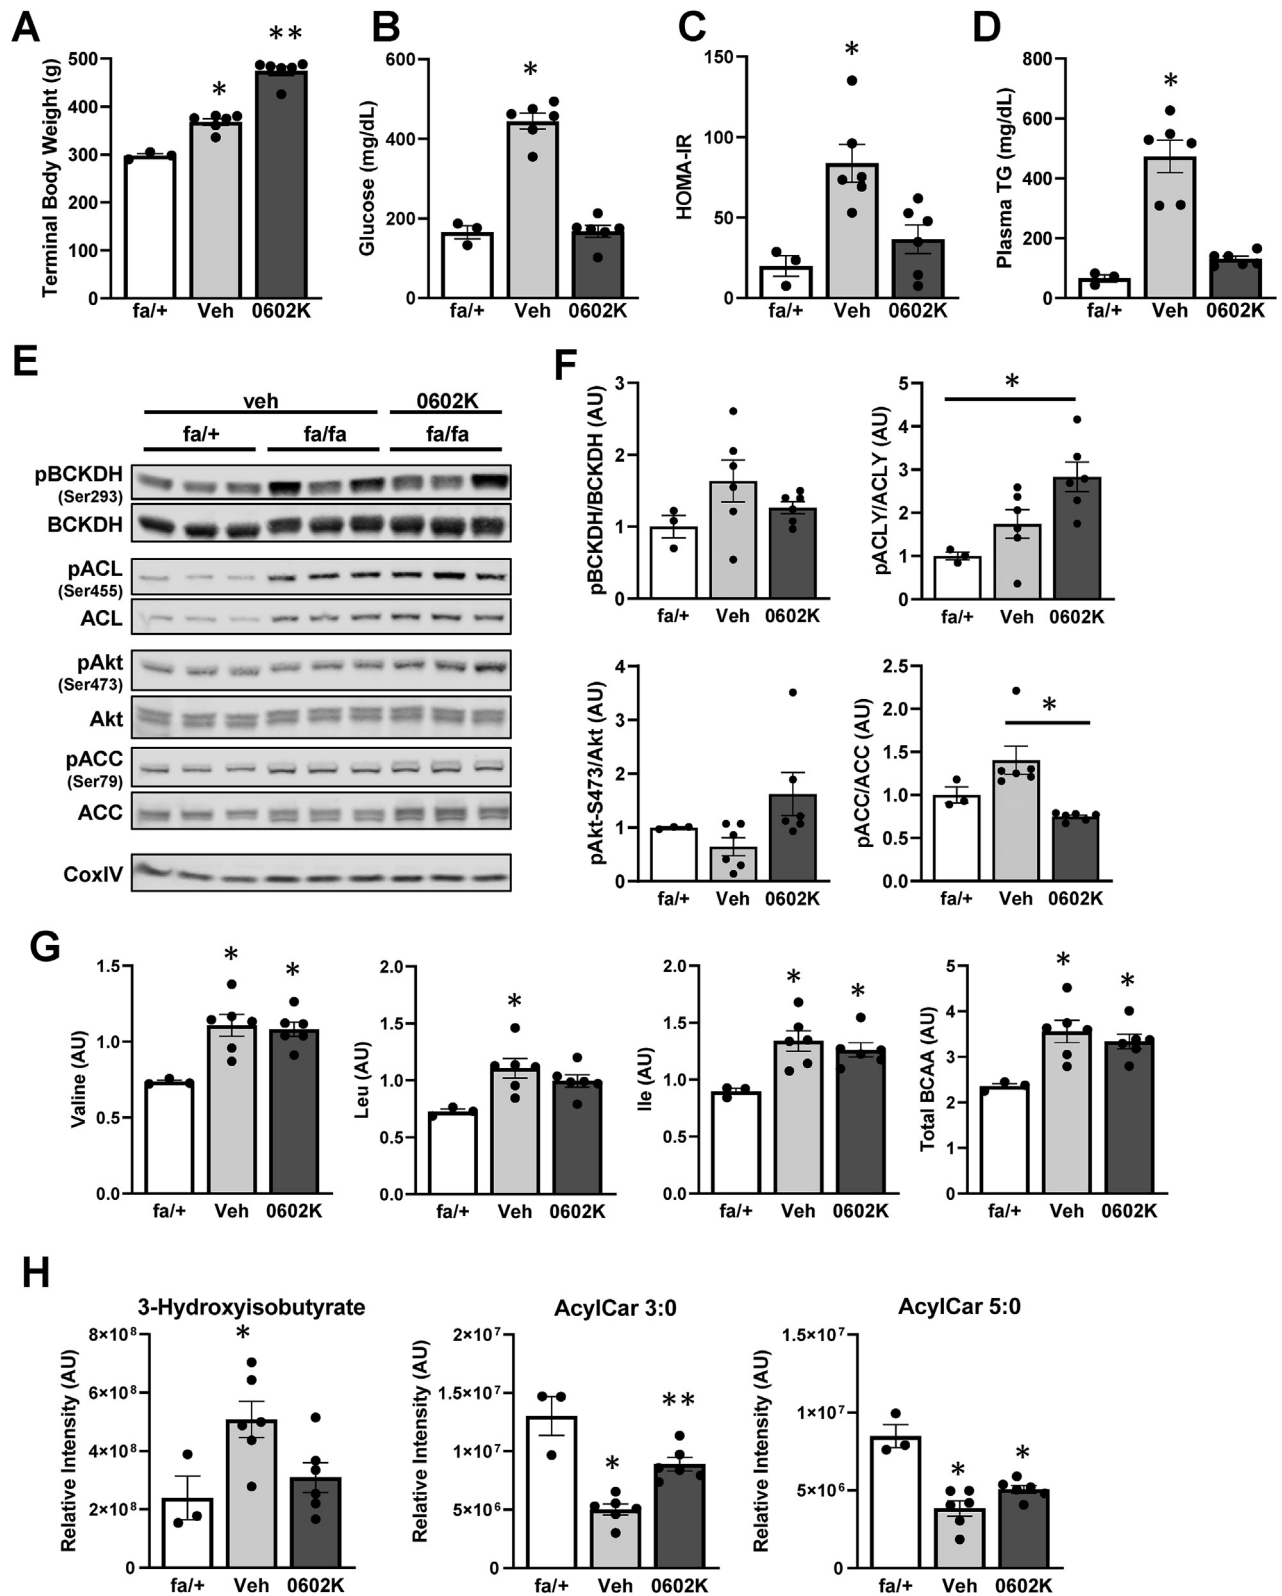 A
Terminal Body Weight (g)
500
400
300
200
100
0
*
**
fa/+ Veh 0602K
B
Glucose (mg/dL)
600
400
200
0
*
fa/+ Veh 0602K
C
HOMA-IR
150
100
50
0
*
fa/+ Veh 0602K
D
Plasma TG (mg/dL)
800
600
400
200
0
*
fa/+ Veh 0602K
E
veh 0602K
fa/+ fa/fa fa/fa
pBCKDH
(Ser293)
BCKDH
pACL
(Ser455)
ACL
pAkt
(Ser473)
Akt
pACC
(Ser79)
ACC
CoxIV
F
pBCKDH/BCKDH (AU)
3
2
1
0
fa/+ Veh 0602K
pACLY/ACLY (AU)
5
4
3
2
1
0
*
fa/+ Veh 0602K
pAkt-S473/Akt (AU)
4
3
2
1
0
fa/+ Veh 0602K
pACC/ACC (AU)
2.5
2.0
1.5
1.0
0.5
0.0
*
fa/+ Veh 0602K
G
Valine (AU)
1.5
1.0
0.5
0.0
*
*
fa/+ Veh 0602K
Leu (AU)
2.0
1.5
1.0
0.5
0.0
*
fa/+ Veh 0602K
Ile (AU)
2.0
1.5
1.0
0.5
0.0
*
*
fa/+ Veh 0602K
Total BCAA (AU)
5
4
3
2
1
0
*
*
fa/+ Veh 0602K
H
3-Hydroxyisobutyrate
Relative Intensity (AU)
8×10⁸
6×10⁸
4×10⁸
2×10⁸
0
*
fa/+ Veh 0602K
AcylCar 3:0
Relative Intensity (AU)
2×10⁷
1.5×10⁷
1×10⁷
5×10⁶
0
*
**
fa/+ Veh 0602K
AcylCar 5:0
Relative Intensity (AU)
1.5×10⁷
1×10⁷
5×10⁶
0
*
*
fa/+ Veh 0602K